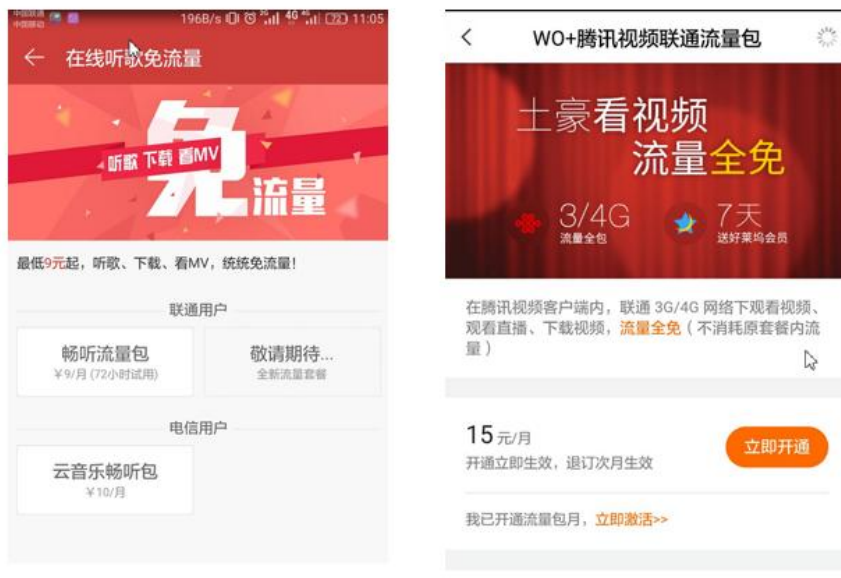 中国联通
中国移动
196B/s 2G 4G 4G 72 11:05
在线听歌免流量
免
听歌 下载 看MV
流量
最低9元起，听歌、下载、看MV，统统免流量！
联通用户
畅听流量包
￥9/月 (72小时试用)
敬请期待...
全新流量套餐
电信用户
云音乐畅听包
￥10/月
WO+腾讯视频联通流量包
土豪看视频
流量全免
3/4G
流量全包
7天
送好莱坞会员
在腾讯视频客户端内，联通 3G/4G 网络下观看视频、
观看直播、下载视频，流量全免（不消耗原套餐内流
量）
15 元/月
开通立即生效，退订次月生效
立即开通
我已开通流量包月，立即激活>>